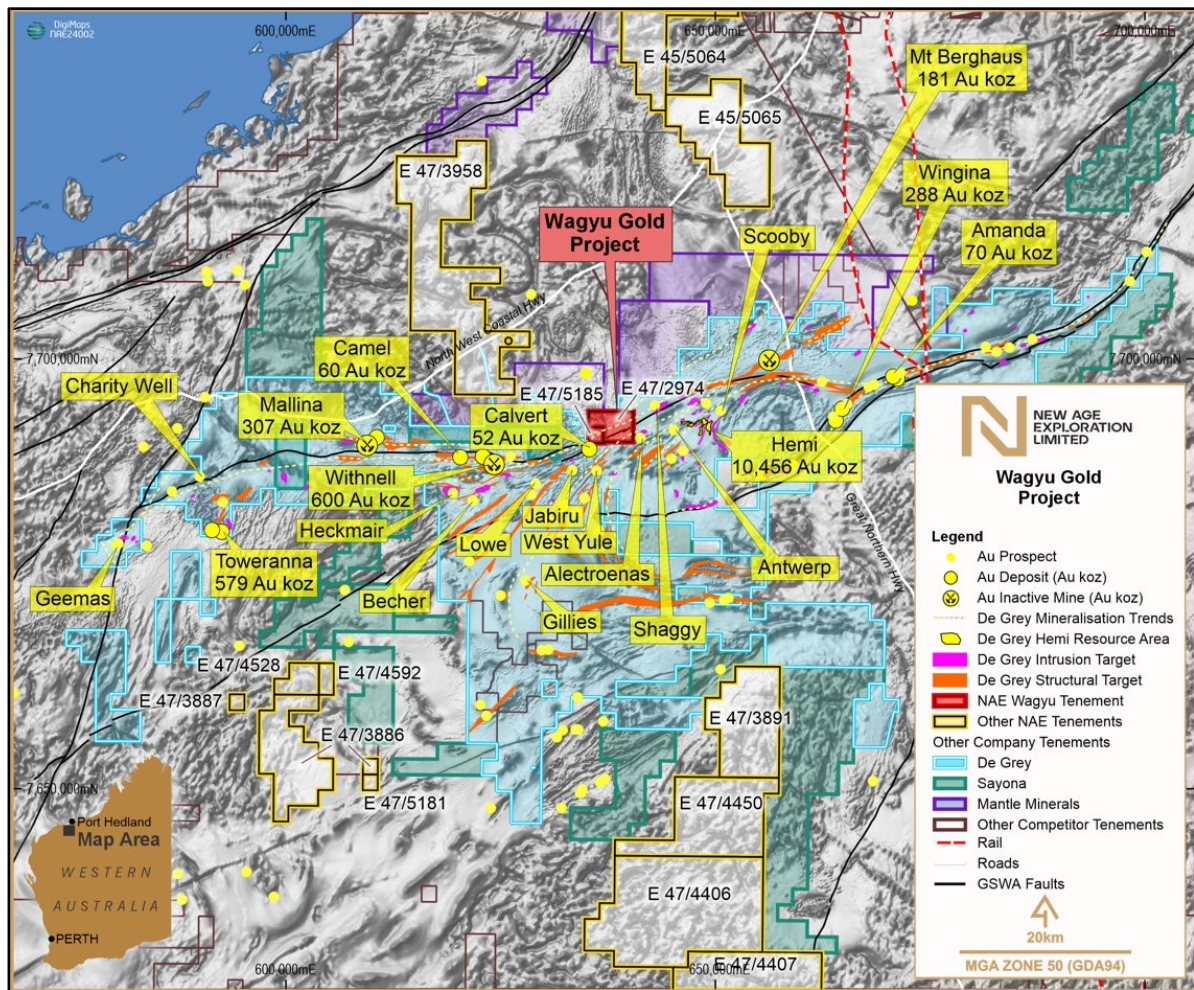 DigiMaps
NAE24002
600,000mE
650,000mE
700,000mE
E 45/5064
Mt Berghaus
181 Au koz
E 45/5065
E 47/3958
Wingina
288 Au koz
Wagyu Gold
Project
Scooby
Amanda
70 Au koz
North West Coastal Hwy
7,700,000mN
7,700,000mN
Camel
60 Au koz
Charity Well
E 47/5185
E 47/2974
Mallina
307 Au koz
Calvert
52 Au koz
Hemi
10,456 Au koz
Withnell
600 Au koz
Heckmair
Jabiru
Lowe
West Yule
Great Northern Hwy
Toweranna
579 Au koz
Alectroenas
Antwerp
Geemas
Becher
Gillies
Shaggy
E 47/4528
E 47/4592
E 47/3887
E 47/3891
E 47/3886
7,650,000mN
E 47/5181
E 47/4450
E 47/4406
600,000mE
650,000mE
E 47/4407
Port Hedland
Map Area
WESTERN
AUSTRALIA
PERTH
NEW AGE
EXPLORATION
LIMITED
Wagyu Gold
Project
Legend
Au Prospect
Au Deposit (Au koz)
Au Inactive Mine (Au koz)
De Grey Mineralisation Trends
De Grey Hemi Resource Area
De Grey Intrusion Target
De Grey Structural Target
NAE Wagyu Tenement
Other NAE Tenements
Other Company Tenements
De Grey
Sayona
Mantle Minerals
Other Competitor Tenements
Rail
Roads
GSWA Faults
20km
MGA ZONE 50 (GDA94)